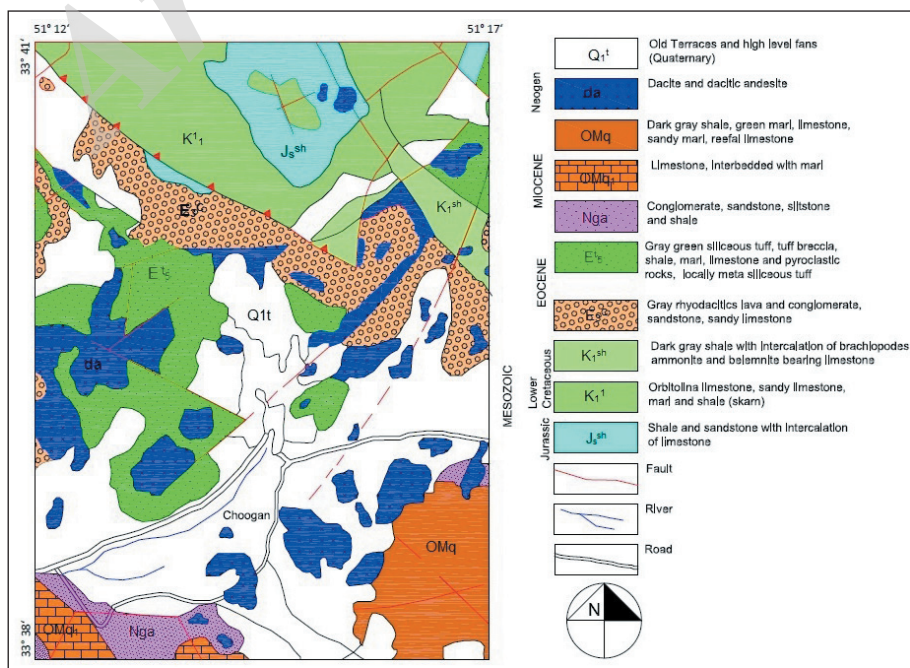 51° 12′
51° 17′
33° 41′
33° 38′
K₁¹
Jₛˢʰ
K₁ˢʰ
Q1t
da
Choogan
OMq
OMq₁
Nga
Neogen
MIOCENE
EOCENE
Lower Cretaceous
Jurassic
MESOZOIC
Q₁ᵗ
Old Terraces and high level fans
(Quaternary)
da
Dacite and dacitic andesite
OMq
Dark gray shale, green marl, limestone,
sandy marl, reefal limestone
OMq₁
Limestone, Interbedded with marl
Nga
Conglomerate, sandstone, siltstone
and shale
Gray green siliceous tuff, tuff breccia,
shale, marl, limestone and pyroclastic
rocks, locally meta siliceous tuff
Gray rhyodacitics lava and conglomerate,
sandstone, sandy limestone
K₁ˢʰ
Dark gray shale with Intercalation of brachiopodes
ammonite and belemnite bearing limestone
K₁¹
Orbitolina limestone, sandy limestone,
marl and shale (skarn)
Jₛˢʰ
Shale and sandstone with Intercalation
of limestone
Fault
River
Road
N